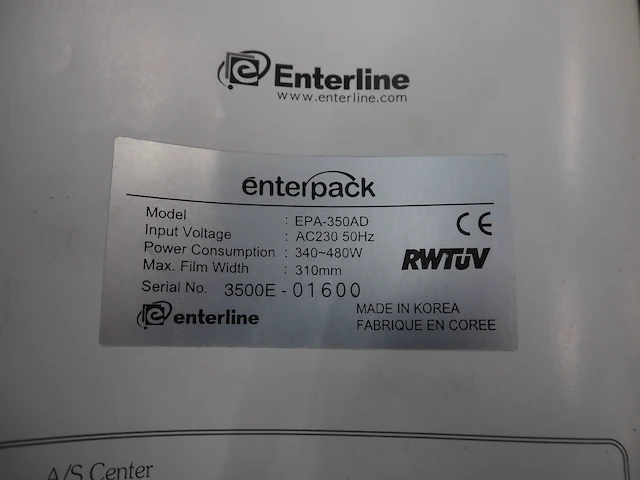 Enterline
www.enterline.com
enterpack
Model : EPA-350AD
Input Voltage : AC230 50Hz
Power Consumption : 340~480W
Max. Film Width : 310mm
Serial No. 3500E - 01600
CE
RWTÜV
enterline
MADE IN KOREA
FABRIQUE EN COREE
A/S Center